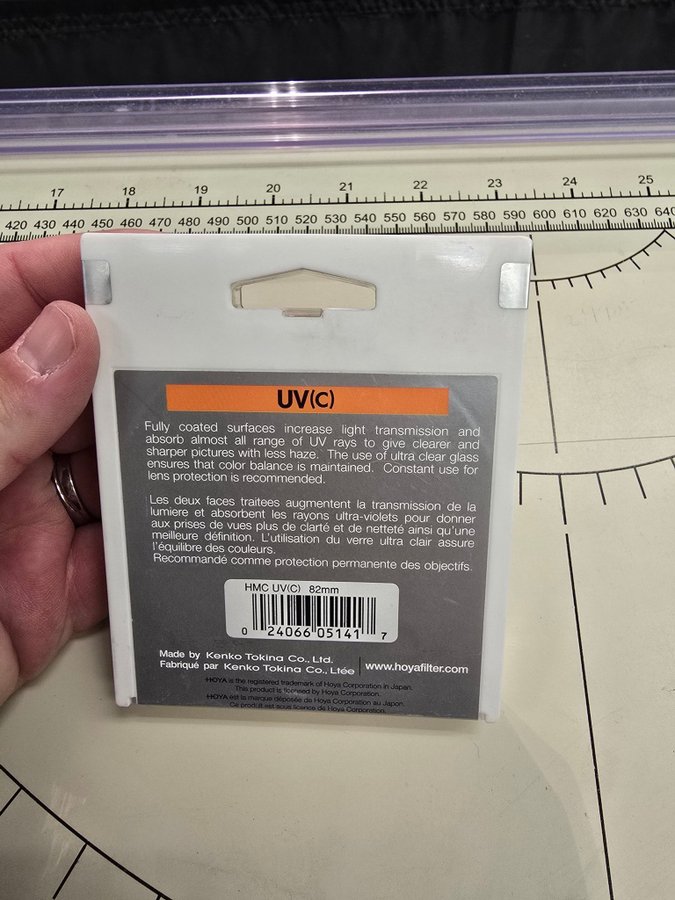 17 18 19 20 21 22 23 24 25
420 430 440 450 460 470 480 490 500 510 520 530 540 550 560 570 580 590 600 610 620 630 640
UV(C)
Fully coated surfaces increase light transmission and
absorb almost all range of UV rays to give clearer and
sharper pictures with less haze. The use of ultra clear glass
ensures that color balance is maintained. Constant use for
lens protection is recommended.
Les deux faces traitees augmentent la transmission de la
lumiere et absorbent les rayons ultra-violets pour donner
aux prises de vues plus de clarté et de netteté ainsi qu'une
meilleure définition. L'utilisation du verre ultra clair assure
l'équilibre des couleurs.
Recommandé comme protection permanente des objectifs.
HMC UV(C) 82mm
0 24066 05141 7
Made by Kenko Tokina Co., Ltd.
Fabriqué par Kenko Tokina Co., Ltée
www.hoyafilter.com
HOYA is the registered trademark of Hoya Corporation in Japan.
This product is licensed by Hoya Corporation.
HOYA est la marque déposée de Hoya Corporation au Japon.
Ce produit est sous licence de Hoya Corporation.